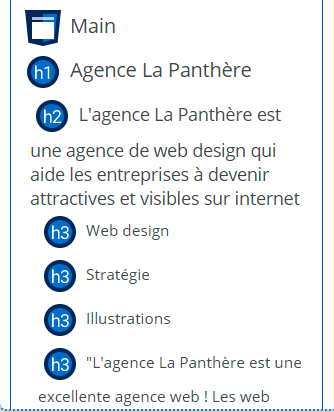 Main
h1 Agence La Panthère
h2 L'agence La Panthère est
une agence de web design qui
aide les entreprises à devenir
attractives et visibles sur internet
h3 Web design
h3 Stratégie
h3 Illustrations
h3 "L'agence La Panthère est une
excellente agence web ! Les web